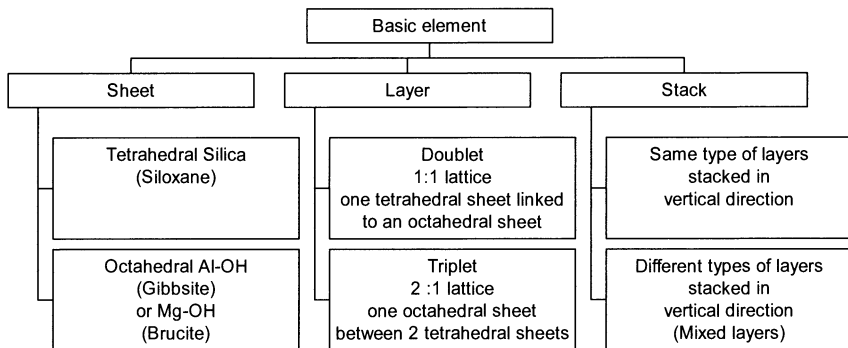 Basic element
Sheet
Layer
Stack
Tetrahedral Silica
(Siloxane)
Doublet
1:1 lattice
one tetrahedral sheet linked
to an octahedral sheet
Same type of layers
stacked in
vertical direction
Octahedral Al-OH
(Gibbsite)
or Mg-OH
(Brucite)
Triplet
2 :1 lattice
one octahedral sheet
between 2 tetrahedral sheets
Different types of layers
stacked in
vertical direction
(Mixed layers)